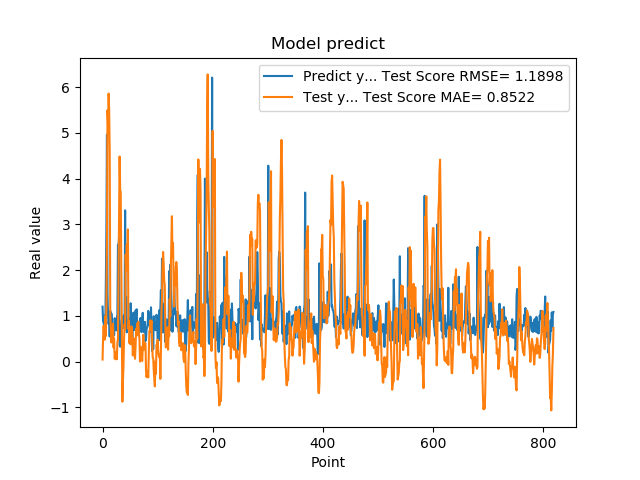 Model predict
Predict y... Test Score RMSE= 1.1898
Test y... Test Score MAE= 0.8522
6
5
4
3
2
1
0
−1
Real value
0 200 400 600 800
Point